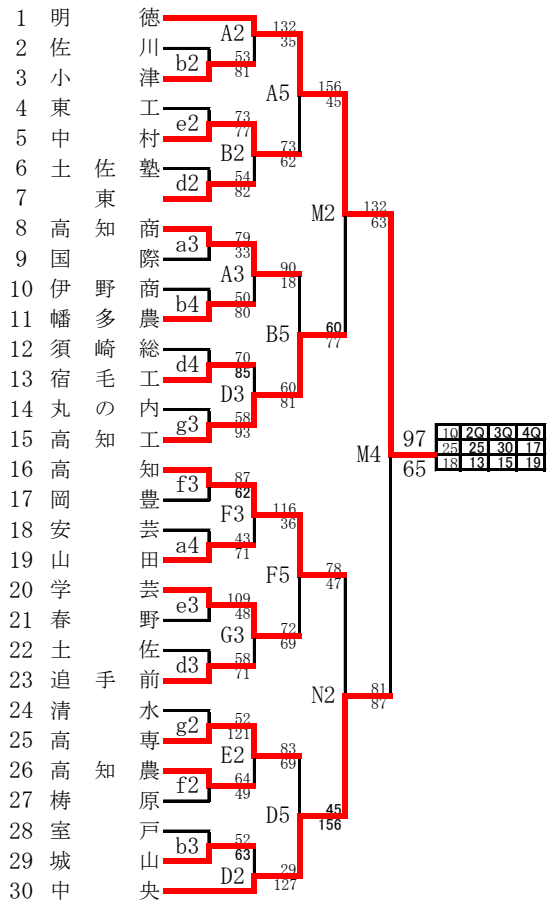 1 明 徳
2 佐 川
3 小 津
4 東 工
5 中 村
6 土 佐 塾
7 東
8 高 知 商
9 国 際
10 伊 野 商
11 幡 多 農
12 須 崎 総
13 宿 毛 工
14 丸 の 内
15 高 知 工
16 高 知
17 岡 豊
18 安 芸
19 山 田
20 学 芸
21 春 野
22 土 佐
23 追 手 前
24 清 水
25 高 専
26 高 知 農
27 梼 原
28 室 戸
29 城 山
30 中 央
b2
e2
d2
a3
b4
d4
g3
f3
a4
e3
d3
g2
f2
b3
A2
53
81
B2
73
77
54
82
A3
79
33
50
80
D3
70
85
58
93
F3
87
62
43
71
G3
109
48
58
71
E2
52
121
64
49
D2
52
63
A5
132
35
73
62
B5
90
18
60
81
F5
116
36
72
69
D5
83
69
29
127
M2
156
45
60
77
N2
78
47
45
156
M4
132
63
81
87
97
65
1Q 2Q 3Q 4Q
25 25 30 17
18 13 15 19